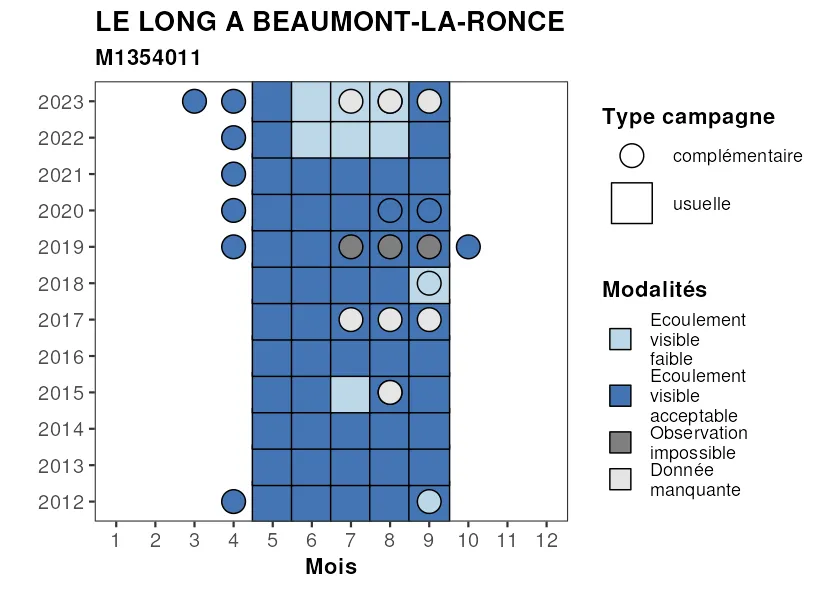 LE LONG A BEAUMONT-LA-RONCE
M1354011
2023
2022
2021
2020
2019
2018
2017
2016
2015
2014
2013
2012
1 2 3 4 5 6 7 8 9 10 11 12
Mois
Type campagne
complémentaire
usuelle
Modalités
Ecoulement
visible
faible
Ecoulement
visible
acceptable
Observation
impossible
Donnée
manquante